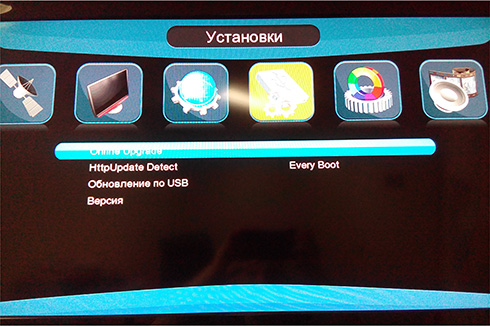 Установки
Online Upgrade
HttpUpdate Detect Every Boot
Обновление по USB
Версия